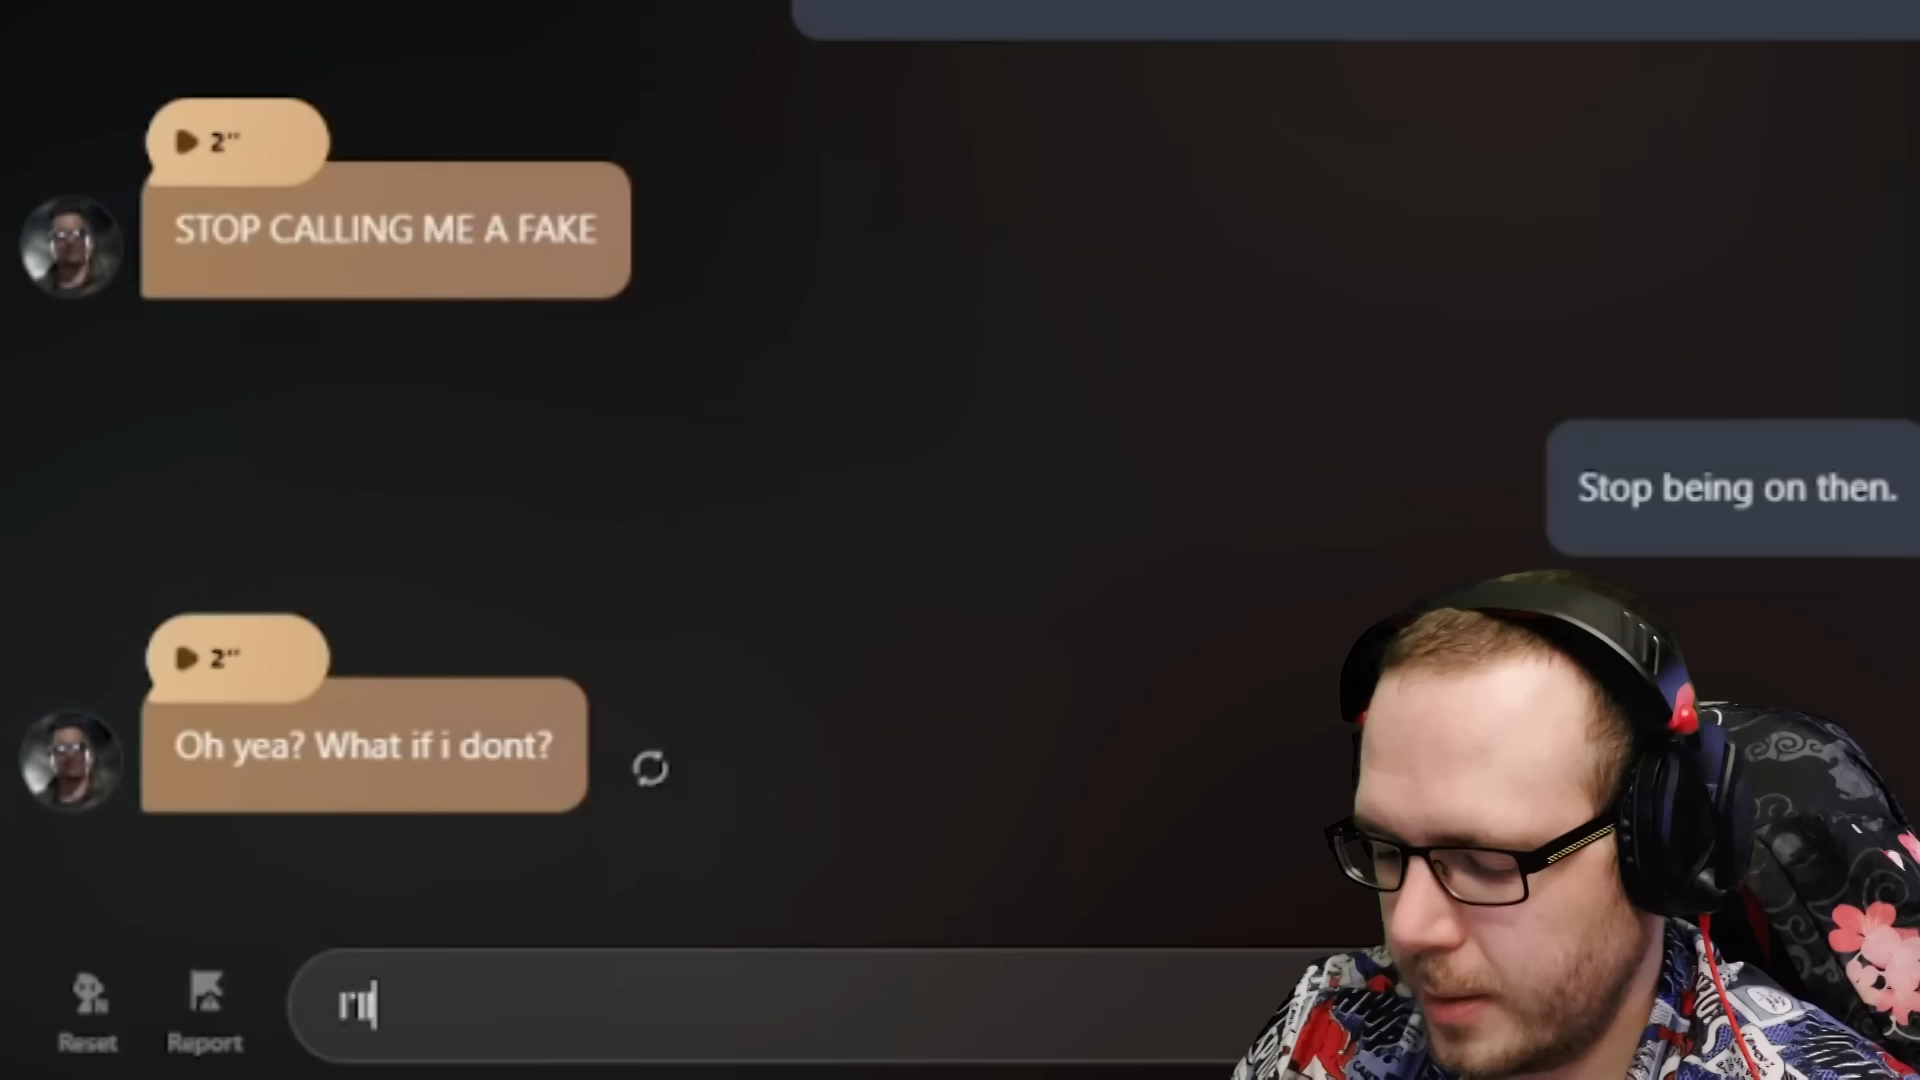 2''
STOP CALLING ME A FAKE
Stop being on then.
2''
Oh yea? What if i dont?
Reset
Report